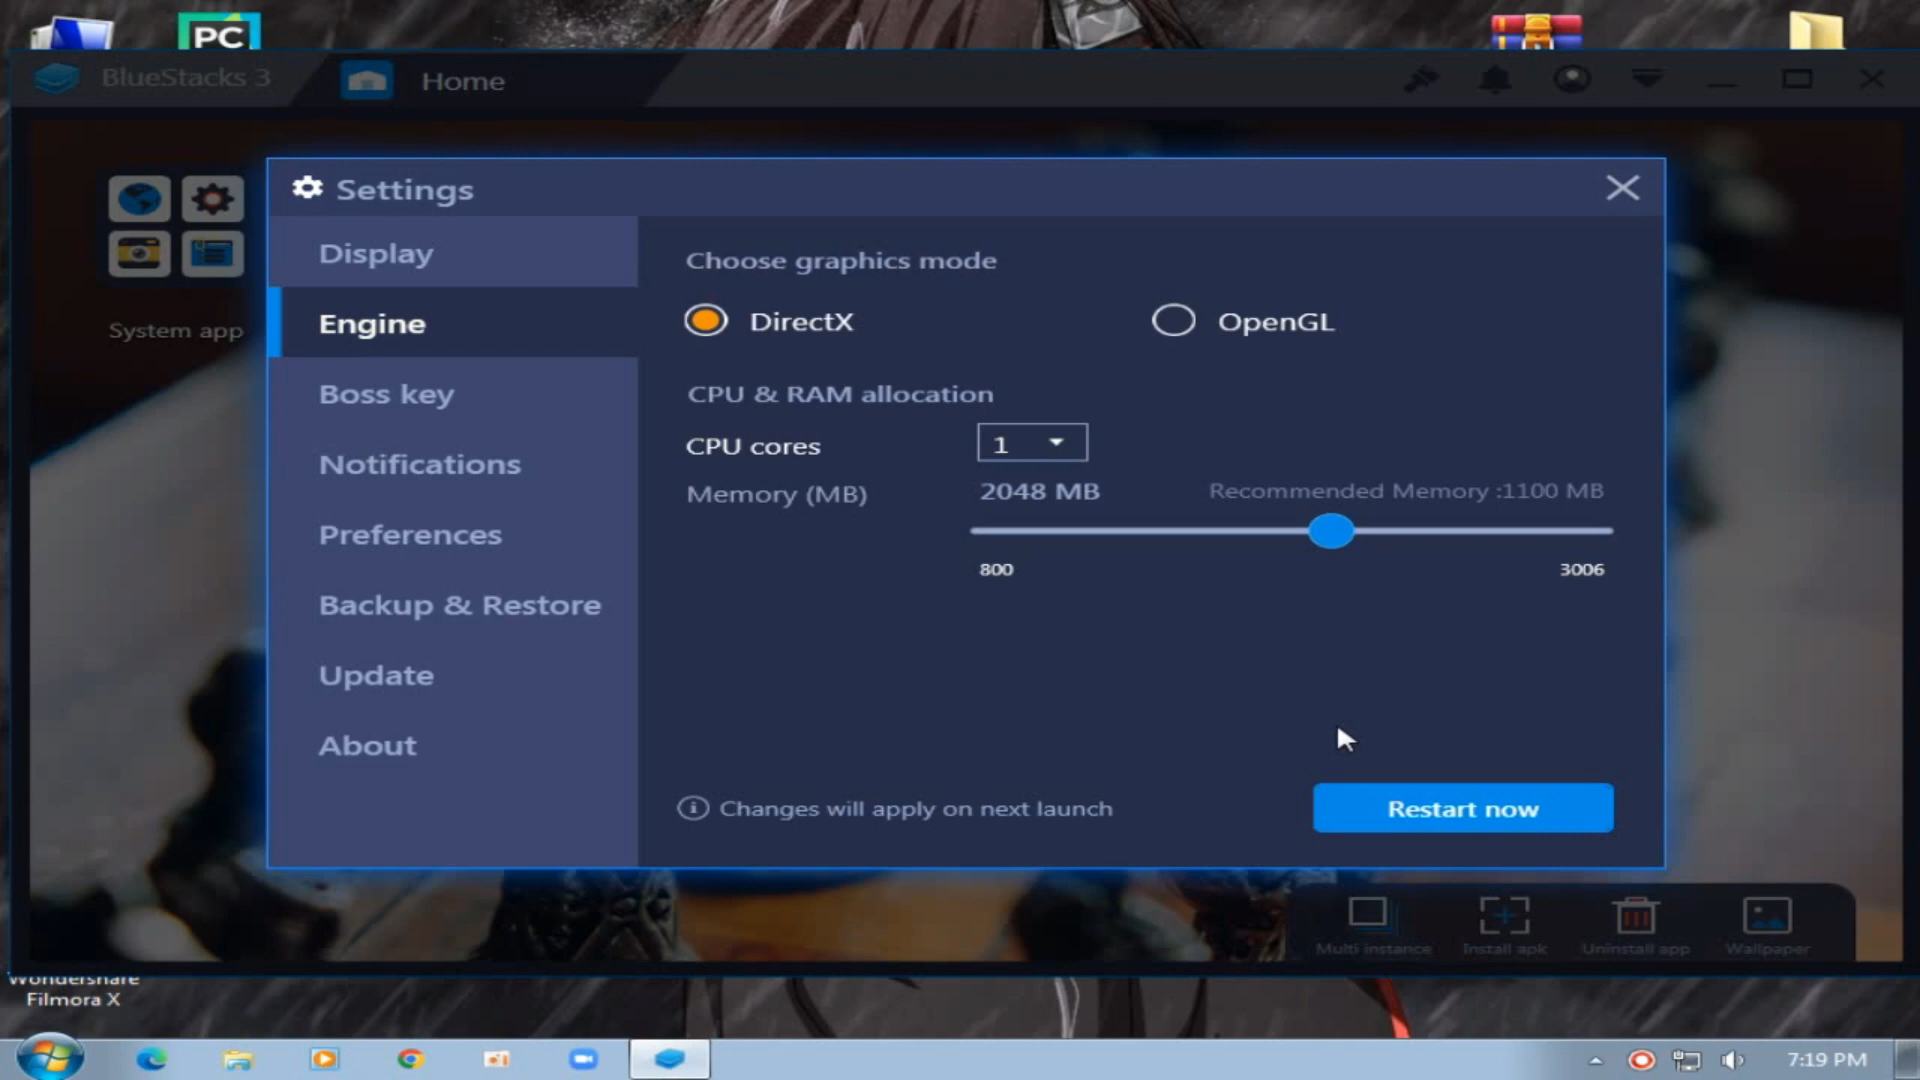 PC
BlueStacks 3
Home
System app
Settings
Display
Engine
Boss key
Notifications
Preferences
Backup & Restore
Update
About
Choose graphics mode
DirectX
OpenGL
CPU & RAM allocation
CPU cores
1
Memory (MB)
2048 MB
Recommended Memory :1100 MB
800
3006
Changes will apply on next launch
Restart now
Multi instance
Install apk
Uninstall app
Wallpaper
Wondershare
Filmora X
7:19 PM